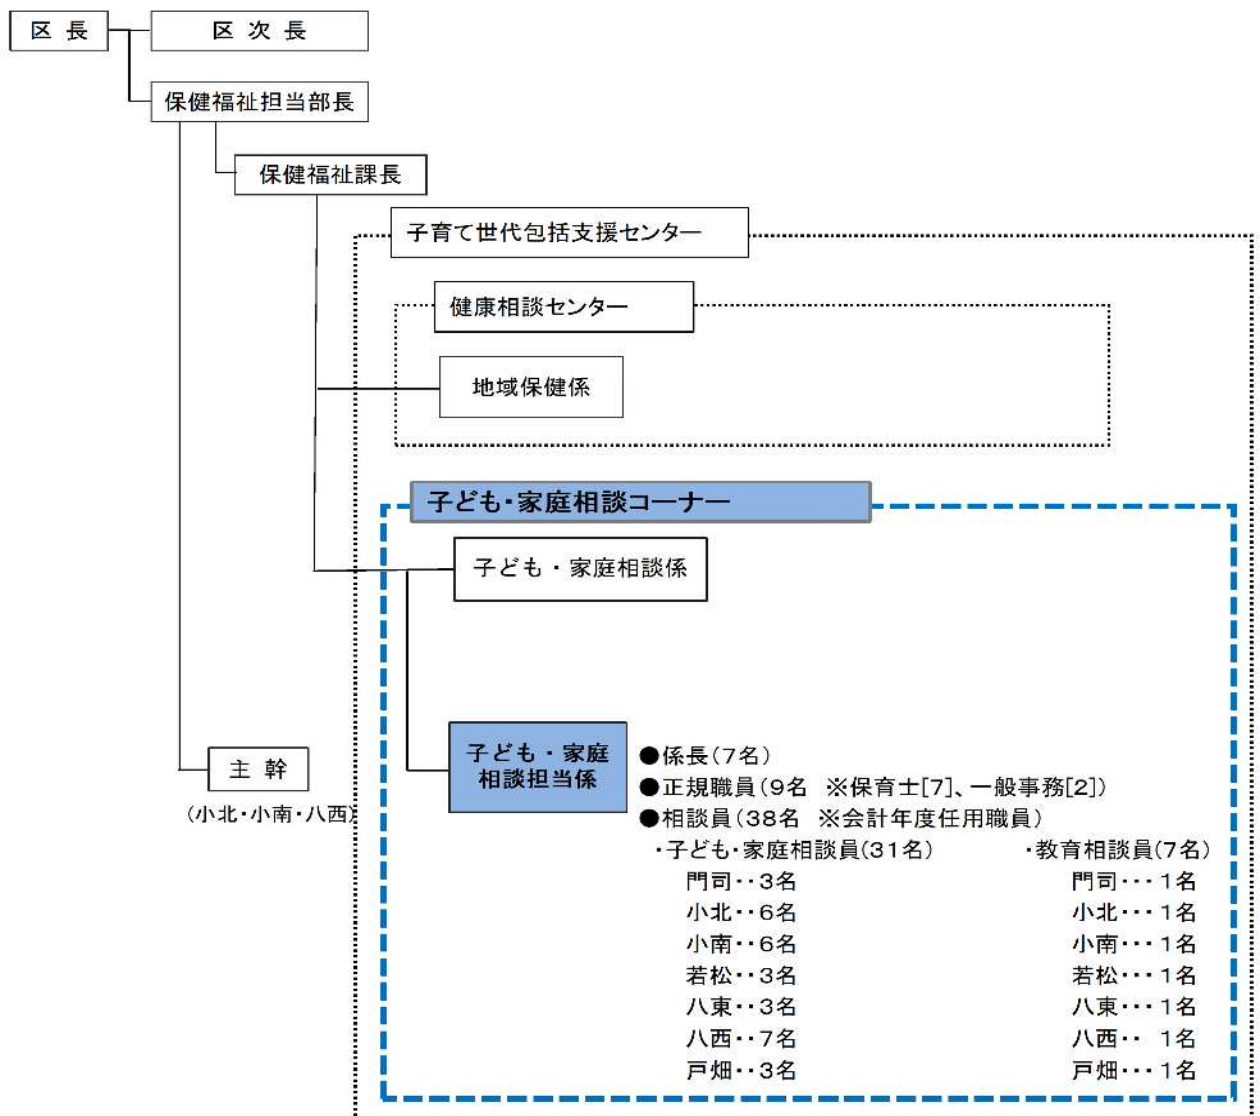 区 長
区 次 長
保健福祉担当部長
保健福祉課長
子育て世代包括支援センター
健康相談センター
地域保健係
子ども・家庭相談コーナー
子ども・家庭相談係
主 幹
(小北・小南・八西)
子ども・家庭
相談担当係
●係長(7名)
●正規職員(9名 ※保育士[7]、一般事務[2])
●相談員(38名 ※会計年度任用職員)
・子ども・家庭相談員(31名)
門司・・3名
小北・・6名
小南・・6名
若松・・3名
八東・・3名
八西・・7名
戸畑・・3名
・教育相談員(7名)
門司・・・1名
小北・・・1名
小南・・・1名
若松・・・1名
八東・・・1名
八西・・ 1名
戸畑・・・1名